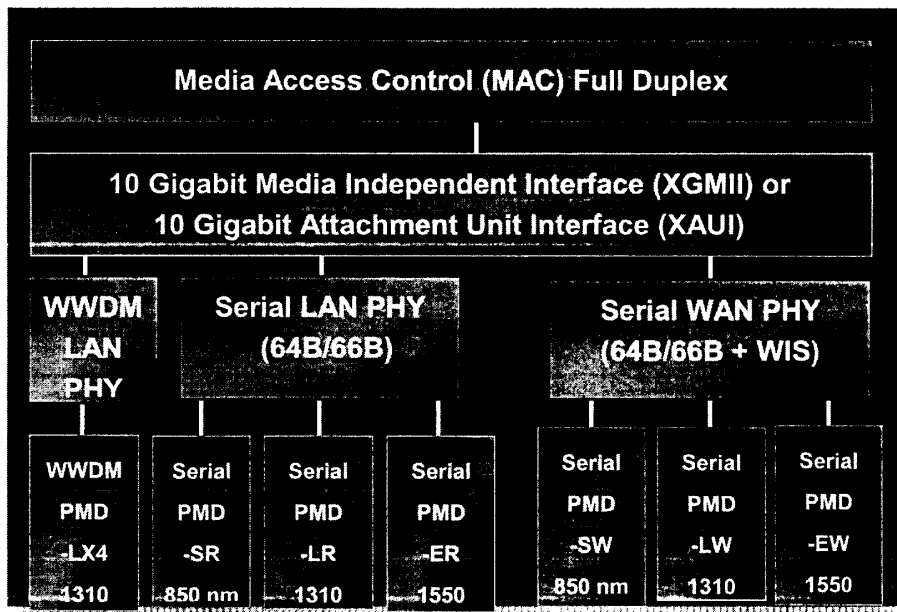 Media Access Control (MAC) Full Duplex
10 Gigabit Media Independent Interface (XGMII) or
10 Gigabit Attachment Unit Interface (XAUI)
WWDM
LAN
PHY
Serial LAN PHY
(64B/66B)
Serial WAN PHY
(64B/66B + WIS)
WWDM
PMD
-LX4
1310
Serial
PMD
-SR
850 nm
Serial
PMD
-LR
1310
Serial
PMD
-ER
1550
Serial
PMD
-SW
850 nm
Serial
PMD
-LW
1310
Serial
PMD
-EW
1550